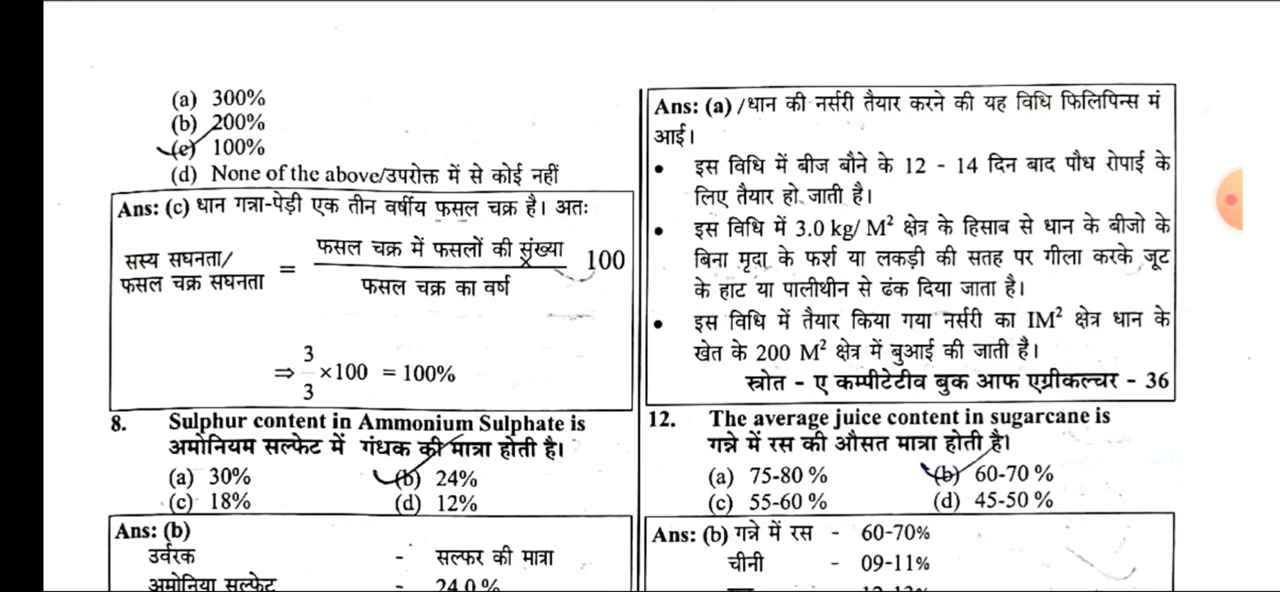 (a) 300%
(b) 200%
(c) 100%
(d) None of the above/उपरोक्त में से कोई नहीं
Ans: (c) धान गन्ना-पेड़ी एक तीन वर्षीय फसल चक्र है। अतः
सस्य सघनता/
फसल चक्र सघनता = फसल चक्र में फसलों की संख्या × 100
फसल चक्र का वर्ष
⇒ 3/3 ×100 = 100%
8. Sulphur content in Ammonium Sulphate is
अमोनियम सल्फेट में गंधक की मात्रा होती है।
(a) 30% (b) 24%
(c) 18% (d) 12%
Ans: (b)
उर्वरक - सल्फर की मात्रा
अमोनिया सल्फेट - 24.0 %
Ans: (a) /धान की नर्सरी तैयार करने की यह विधि फिलिपिन्स मं
आई।
• इस विधि में बीज बौने के 12 - 14 दिन बाद पौध रोपाई के
लिए तैयार हो जाती है।
• इस विधि में 3.0 kg/ M² क्षेत्र के हिसाब से धान के बीजो के
बिना मृदा के फर्श या लकड़ी की सतह पर गीला करके जूट
के हाट या पालीथीन से ढंक दिया जाता है।
• इस विधि में तैयार किया गया नर्सरी का IM² क्षेत्र धान के
खेत के 200 M² क्षेत्र में बुआई की जाती है।
स्त्रोत - ए कम्पीटेटीव बुक आफ एग्रीकल्चर - 36
12. The average juice content in sugarcane is
गन्ने में रस की औसत मात्रा होती है।
(a) 75-80 % (b) 60-70 %
(c) 55-60 % (d) 45-50 %
Ans: (b) गन्ने में रस - 60-70%
चीनी - 09-11%